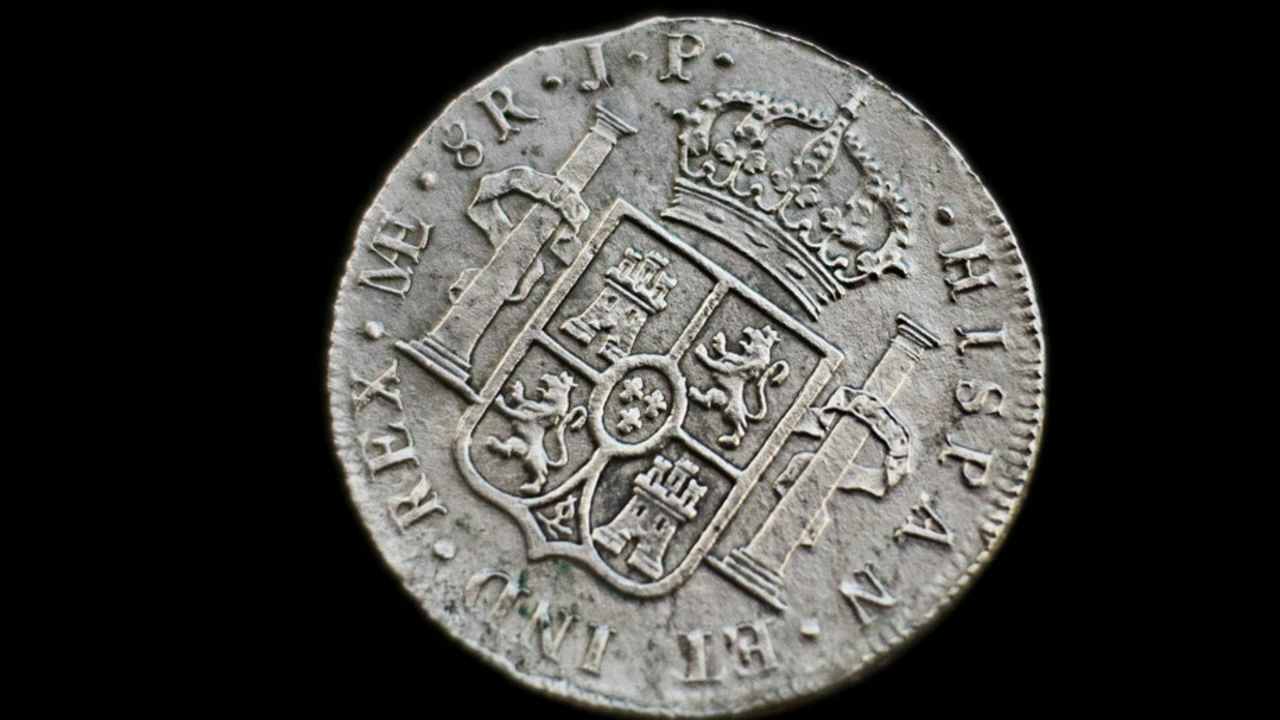 · HISPAN · ET IND · REX · ME · 8R · J · P ·